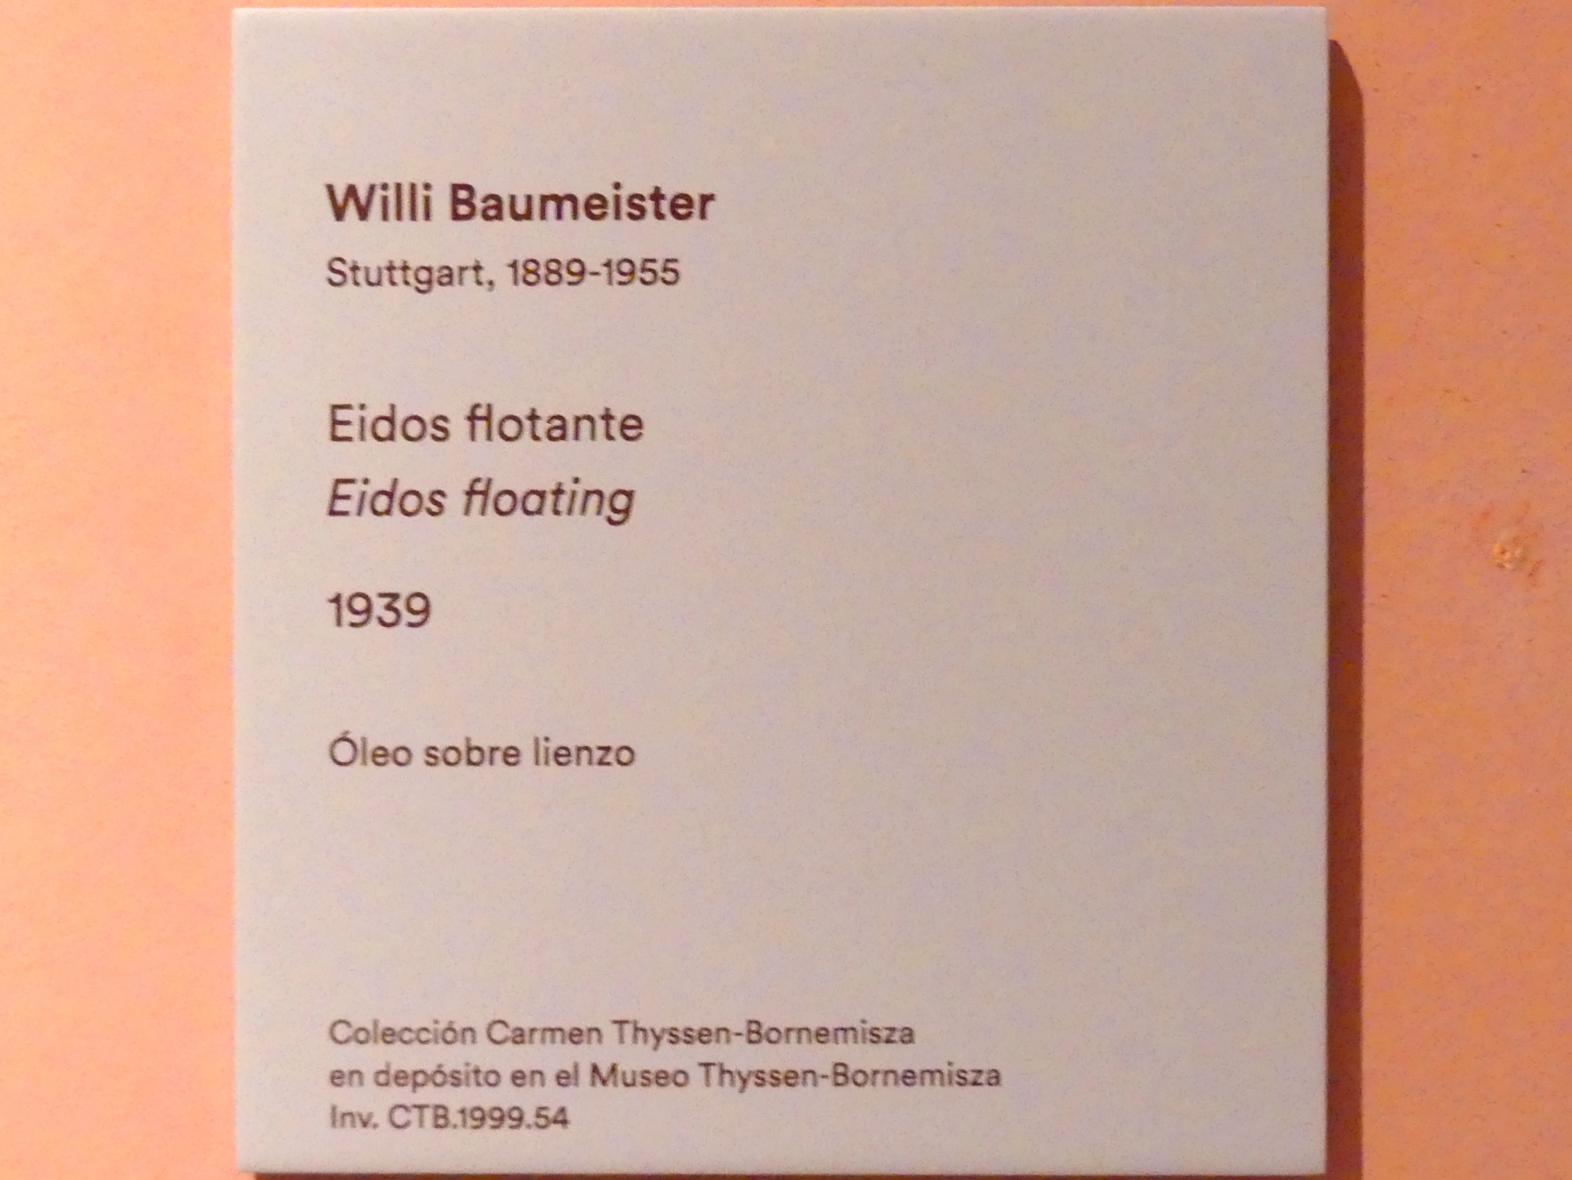 Willi Baumeister
Stuttgart, 1889-1955
Eidos flotante
Eidos floating
1939
Óleo sobre lienzo
Colección Carmen Thyssen-Bornemisza
en depósito en el Museo Thyssen-Bornemisza
Inv. CTB.1999.54